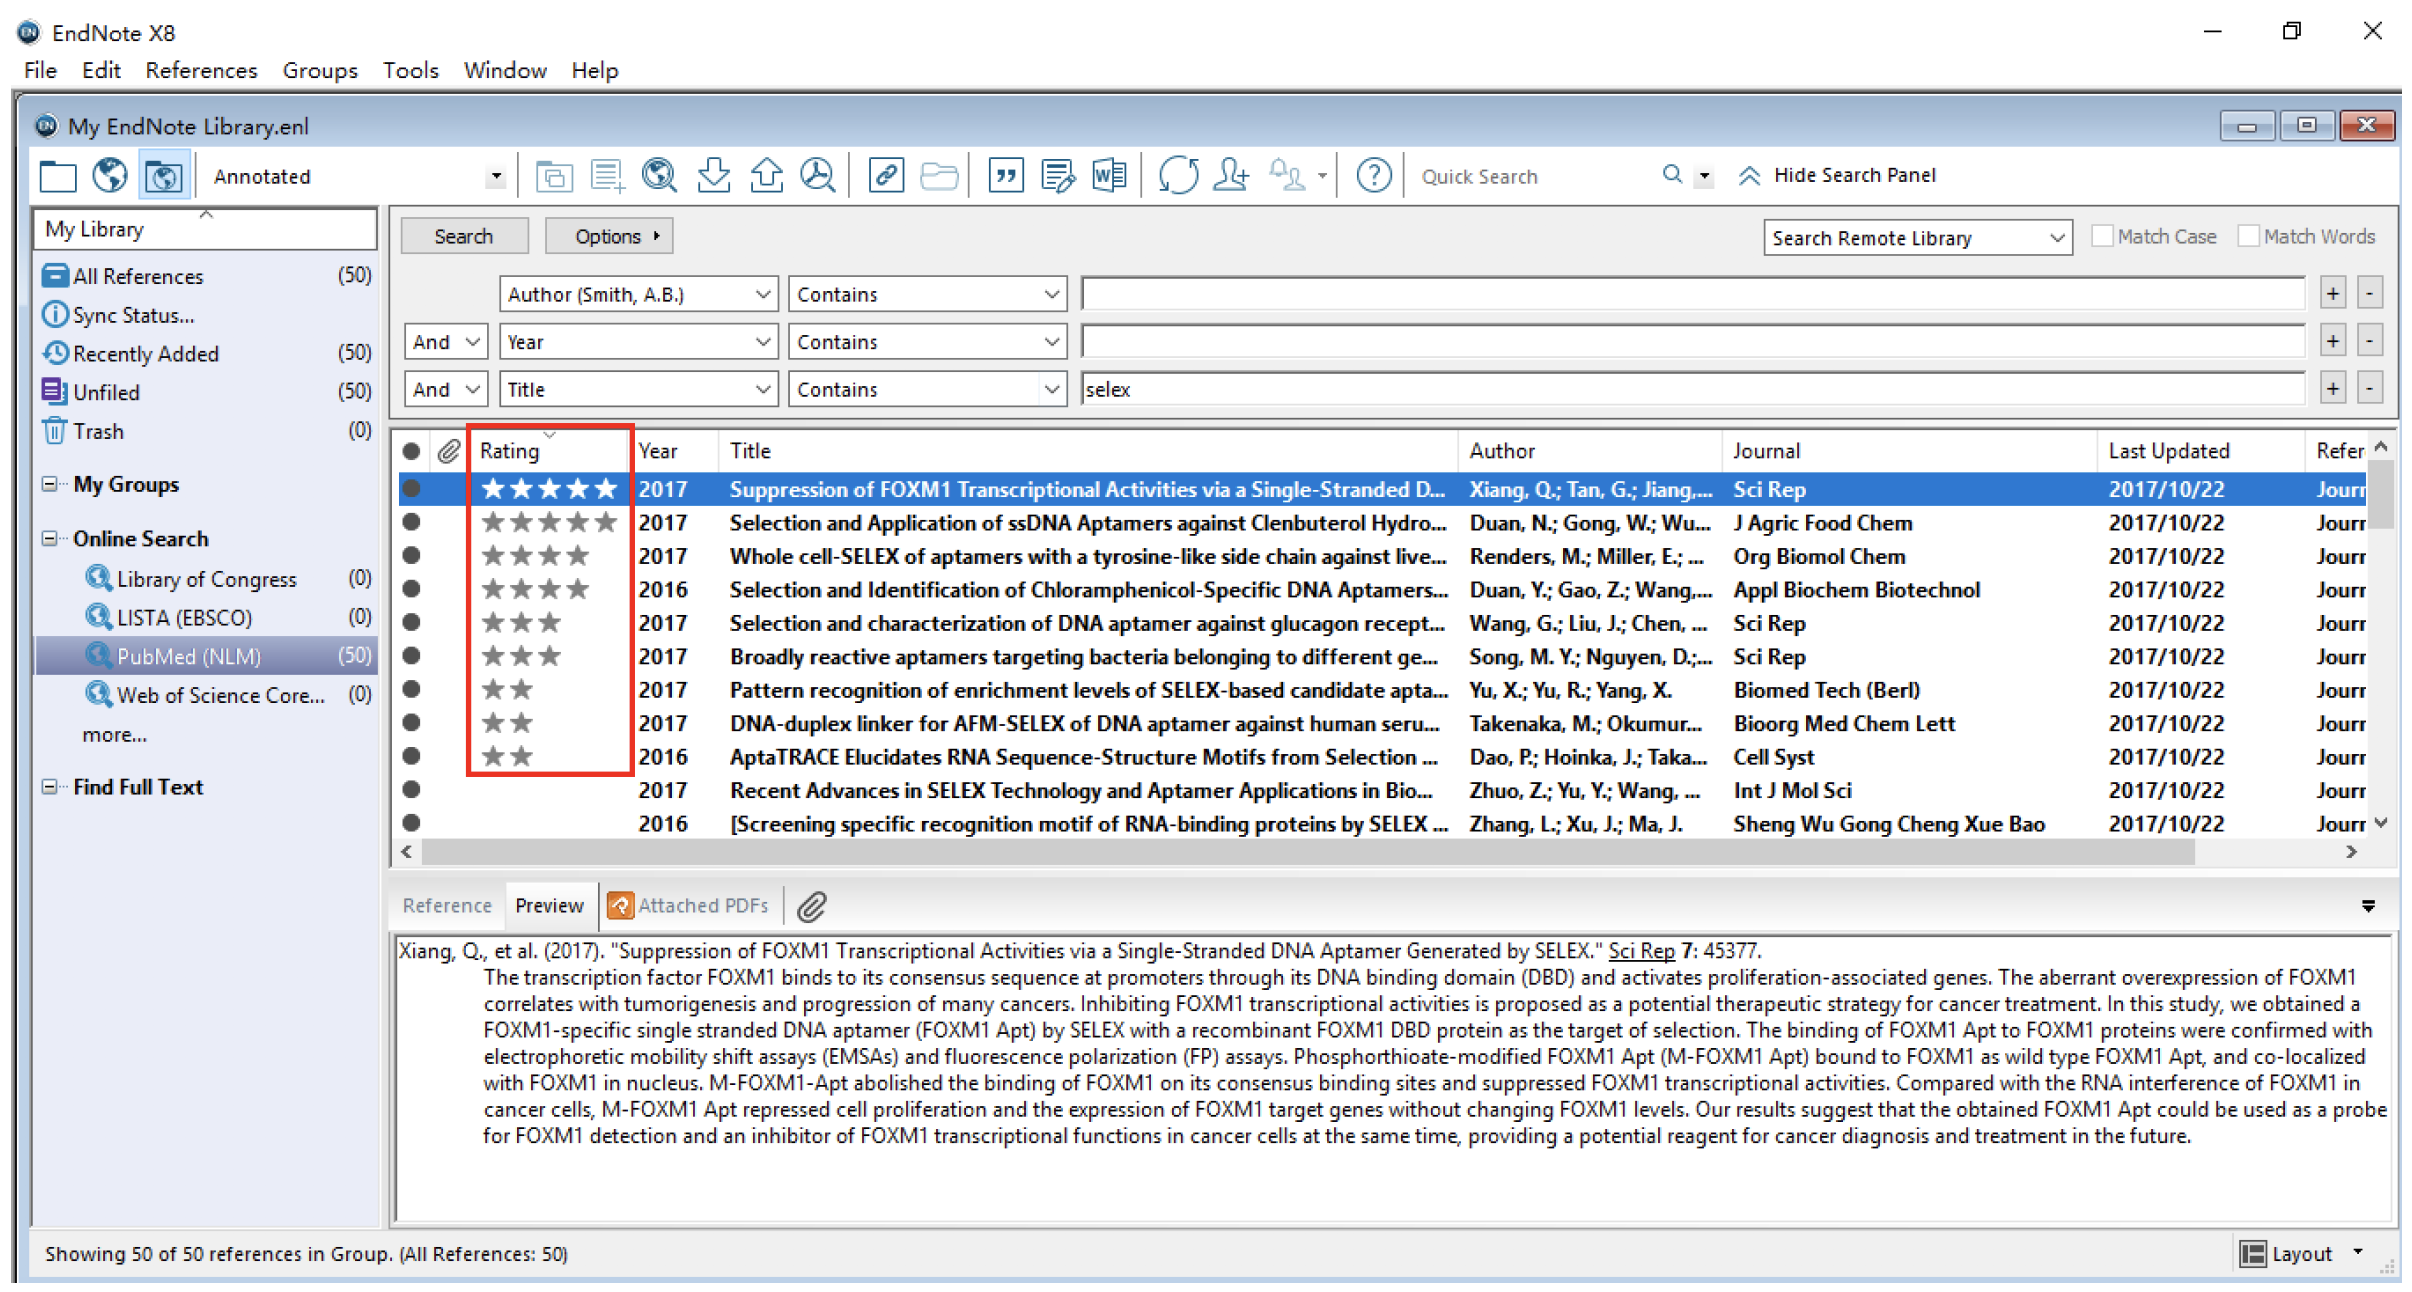 EndNote X8
File Edit References Groups Tools Window Help
My EndNote Library.enl
Annotated Quick Search Hide Search Panel
My Library
All References (50)
Sync Status...
Recently Added (50)
Unfiled (50)
Trash (0)
My Groups
Online Search
Library of Congress (0)
LISTA (EBSCO) (0)
PubMed (NLM) (50)
Web of Science Core... (0)
more...
Find Full Text
Search Options Search Remote Library Match Case Match Words
Author (Smith, A.B.) Contains + -
And Year Contains + -
And Title Contains selex + -
Rating Year Title Author Journal Last Updated Refer
2017 Suppression of FOXM1 Transcriptional Activities via a Single-Stranded D... Xiang, Q.; Tan, G.; Jiang,... Sci Rep 2017/10/22 Jourr
2017 Selection and Application of ssDNA Aptamers against Clenbuterol Hydro... Duan, N.; Gong, W.; Wu... J Agric Food Chem 2017/10/22 Jourr
2017 Whole cell-SELEX of aptamers with a tyrosine-like side chain against live... Renders, M.; Miller, E.; ... Org Biomol Chem 2017/10/22 Jourr
2016 Selection and Identification of Chloramphenicol-Specific DNA Aptamers... Duan, Y.; Gao, Z.; Wang,... Appl Biochem Biotechnol 2017/10/22 Jourr
2017 Selection and characterization of DNA aptamer against glucagon recept... Wang, G.; Liu, J.; Chen, ... Sci Rep 2017/10/22 Jourr
2017 Broadly reactive aptamers targeting bacteria belonging to different ge... Song, M. Y.; Nguyen, D.;... Sci Rep 2017/10/22 Jourr
2017 Pattern recognition of enrichment levels of SELEX-based candidate apta... Yu, X.; Yu, R.; Yang, X. Biomed Tech (Berl) 2017/10/22 Jourr
2017 DNA-duplex linker for AFM-SELEX of DNA aptamer against human seru... Takenaka, M.; Okumur... Bioorg Med Chem Lett 2017/10/22 Jourr
2016 AptaTRACE Elucidates RNA Sequence-Structure Motifs from Selection ... Dao, P.; Hoinka, J.; Taka... Cell Syst 2017/10/22 Jourr
2017 Recent Advances in SELEX Technology and Aptamer Applications in Bio... Zhuo, Z.; Yu, Y.; Wang, ... Int J Mol Sci 2017/10/22 Jourr
2016 [Screening specific recognition motif of RNA-binding proteins by SELEX ... Zhang, L.; Xu, J.; Ma, J. Sheng Wu Gong Cheng Xue Bao 2017/10/22 Jourr
Reference Preview Attached PDFs
Xiang, Q., et al. (2017). "Suppression of FOXM1 Transcriptional Activities via a Single-Stranded DNA Aptamer Generated by SELEX." Sci Rep 7: 45377.
The transcription factor FOXM1 binds to its consensus sequence at promoters through its DNA binding domain (DBD) and activates proliferation-associated genes. The aberrant overexpression of FOXM1
correlates with tumorigenesis and progression of many cancers. Inhibiting FOXM1 transcriptional activities is proposed as a potential therapeutic strategy for cancer treatment. In this study, we obtained a
FOXM1-specific single stranded DNA aptamer (FOXM1 Apt) by SELEX with a recombinant FOXM1 DBD protein as the target of selection. The binding of FOXM1 Apt to FOXM1 proteins were confirmed with
electrophoretic mobility shift assays (EMSAs) and fluorescence polarization (FP) assays. Phosphorthioate-modified FOXM1 Apt (M-FOXM1 Apt) bound to FOXM1 as wild type FOXM1 Apt, and co-localized
with FOXM1 in nucleus. M-FOXM1-Apt abolished the binding of FOXM1 on its consensus binding sites and suppressed FOXM1 transcriptional activities. Compared with the RNA interference of FOXM1 in
cancer cells, M-FOXM1 Apt repressed cell proliferation and the expression of FOXM1 target genes without changing FOXM1 levels. Our results suggest that the obtained FOXM1 Apt could be used as a probe
for FOXM1 detection and an inhibitor of FOXM1 transcriptional functions in cancer cells at the same time, providing a potential reagent for cancer diagnosis and treatment in the future.
Showing 50 of 50 references in Group. (All References: 50) Layout